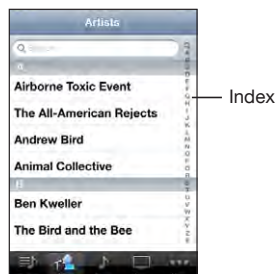 Artists
Search
A
Airborne Toxic Event
The All-American Rejects
Andrew Bird
Animal Collective
B
Ben Kweller
The Bird and the Bee
Index